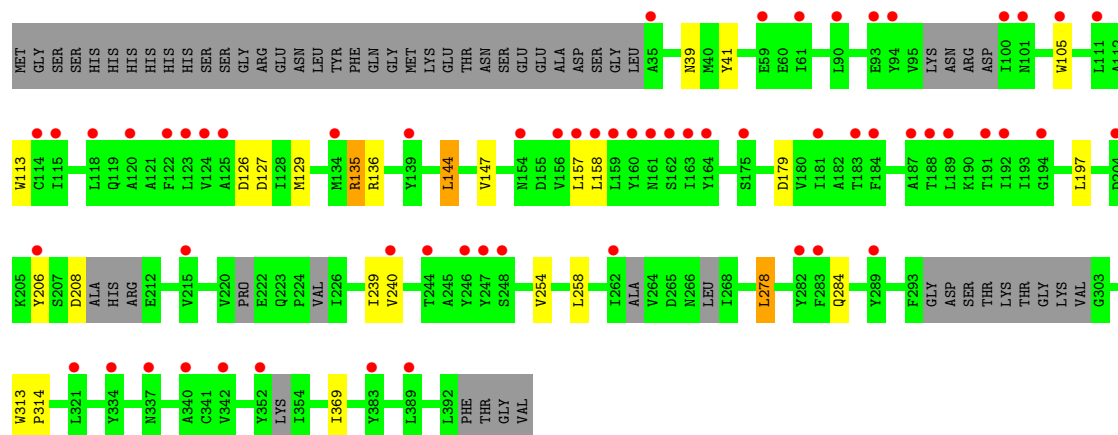 MET GLY SER SER HIS HIS HIS HIS HIS HIS SER SER GLY ARG GLU ASN LEU TYR PHE GLN GLY MET LYS GLU THR ASN SER GLU GLU ALA ASP SER GLY LEU A35 N39 M40 Y41 E59 E60 I61 L90 E93 Y94 V95 LYS ASN ARG ASP I100 N101 W105 L111 A112
W113 C114 I115 L118 Q119 A120 A121 F122 L123 V124 A125 D126 D127 I128 M129 M134 R135 R136 Y139 L144 V147 N154 D155 V156 L157 L158 L159 Y160 N161 S162 I163 Y164 S175 D179 V180 I181 A182 T183 F184 A187 T188 L189 K190 T191 I192 I193 G194 L197 D204
K205 Y206 S207 D208 ALA HIS ARG E212 V215 V220 PRO E222 Q223 P224 VAL I226 I239 V240 T244 A245 Y246 Y247 S248 V254 L258 I262 ALA V264 D265 N266 LEU I268 L278 Y282 F283 Q284 Y289 F293 GLY ASP SER THR LYS THR GLY LYS VAL G303
W313 P314 L321 Y334 N337 A340 C341 V342 Y352 LYS I354 I369 Y383 L389 L392 PHE THR GLY VAL